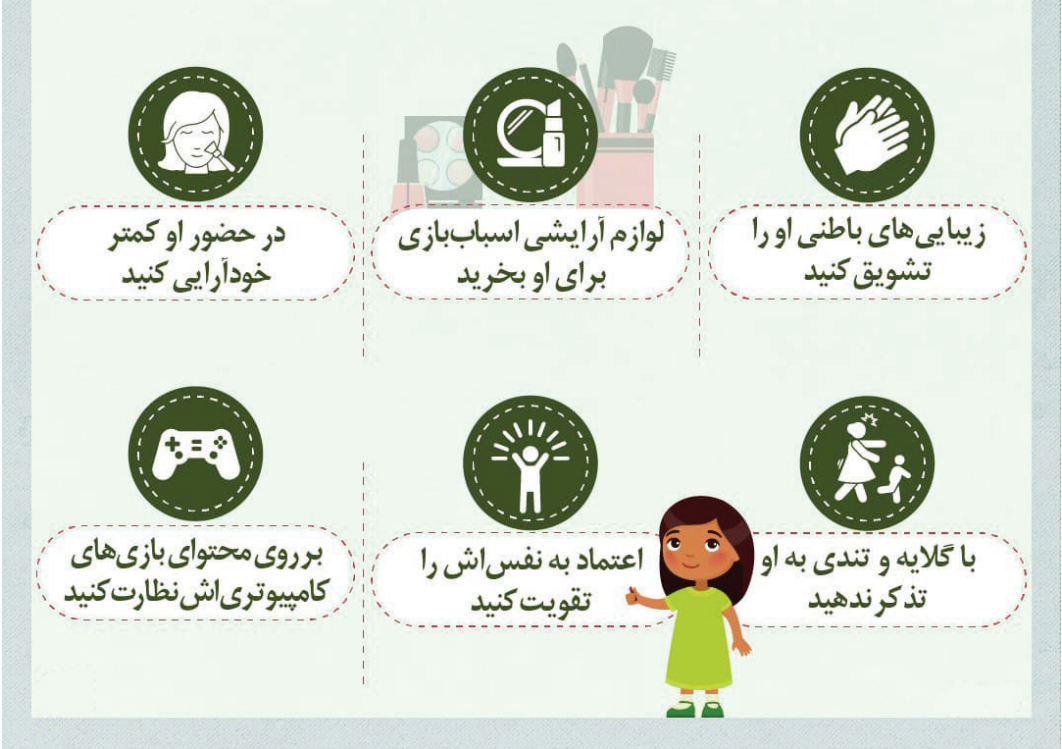 زیبایی‌های باطنی او را
تشویق کنید
لوازم آرایشی اسباب‌بازی
برای او بخرید
در حضور او کمتر
خودآرایی کنید
با گلایه و تندی به او
تذکر ندهید
اعتماد به نفس‌اش را
تقویت کنید
بر روی محتوای بازی‌های
کامپیوتری‌اش نظارت کنید